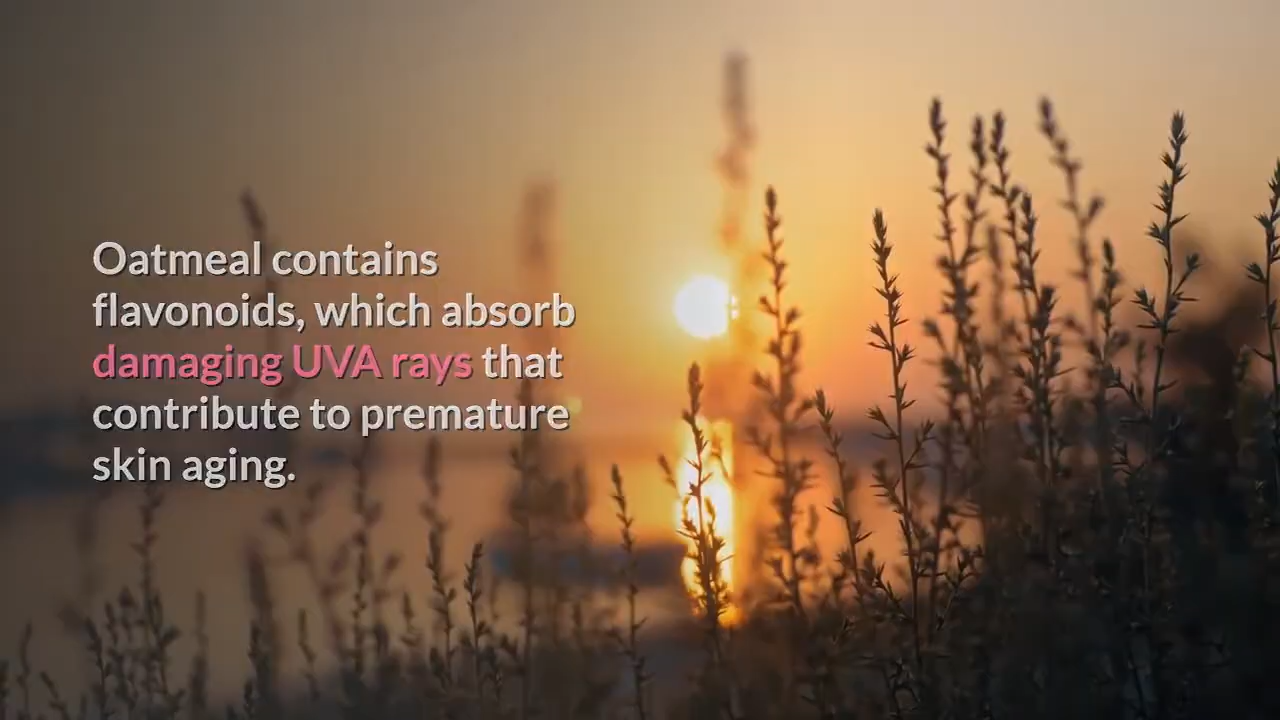 Oatmeal contains
flavonoids, which absorb
damaging UVA rays that
contribute to premature
skin aging.